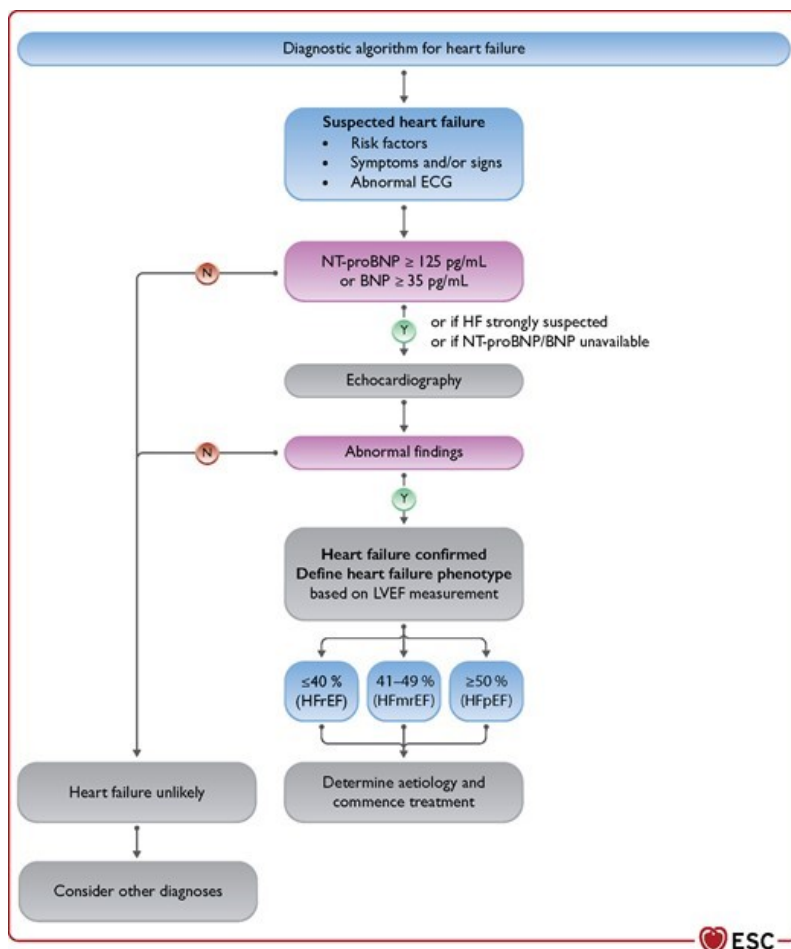 Diagnostic algorithm for heart failure
Suspected heart failure
• Risk factors
• Symptoms and/or signs
• Abnormal ECG
NT-proBNP ≥ 125 pg/mL
or BNP ≥ 35 pg/mL
N
Y
or if HF strongly suspected
or if NT-proBNP/BNP unavailable
Echocardiography
Abnormal findings
N
Y
Heart failure confirmed
Define heart failure phenotype
based on LVEF measurement
≤40 %
(HFrEF)
41–49 %
(HFmrEF)
≥50 %
(HFpEF)
Heart failure unlikely
Determine aetiology and
commence treatment
Consider other diagnoses
ESC